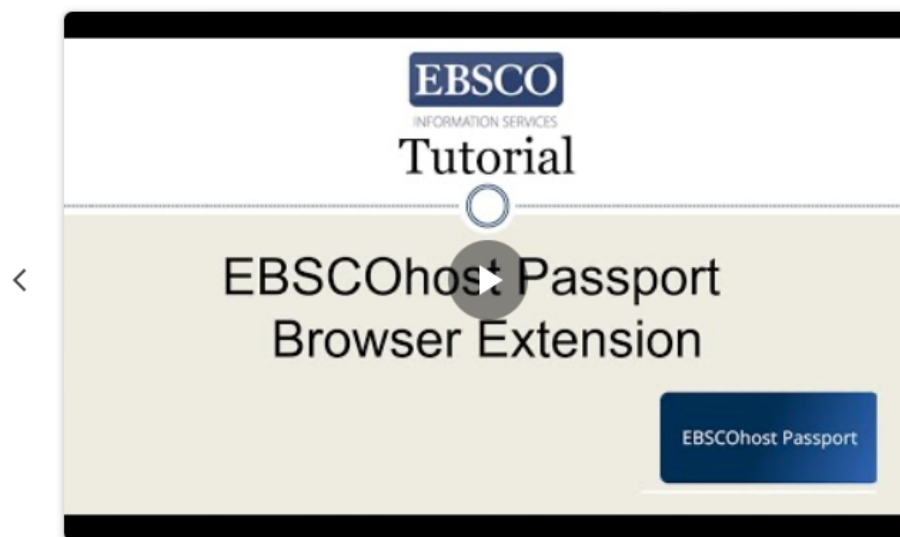 EBSCO
INFORMATION SERVICES
Tutorial
EBSCOhost Passport
Browser Extension
EBSCOhost Passport